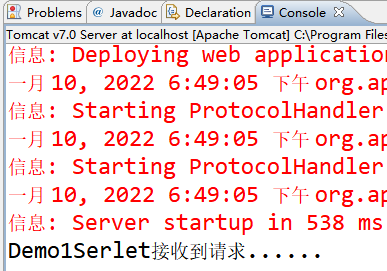 Problems @ Javadoc Declaration Console
Tomcat v7.0 Server at localhost [Apache Tomcat] C:\Program Files
信息: Deploying web application
一月 10, 2022 6:49:05 下午 org.ap
信息: Starting ProtocolHandler
一月 10, 2022 6:49:05 下午 org.ap
信息: Starting ProtocolHandler
一月 10, 2022 6:49:05 下午 org.ap
信息: Server startup in 538 ms
Demo1Serlet接收到请求......